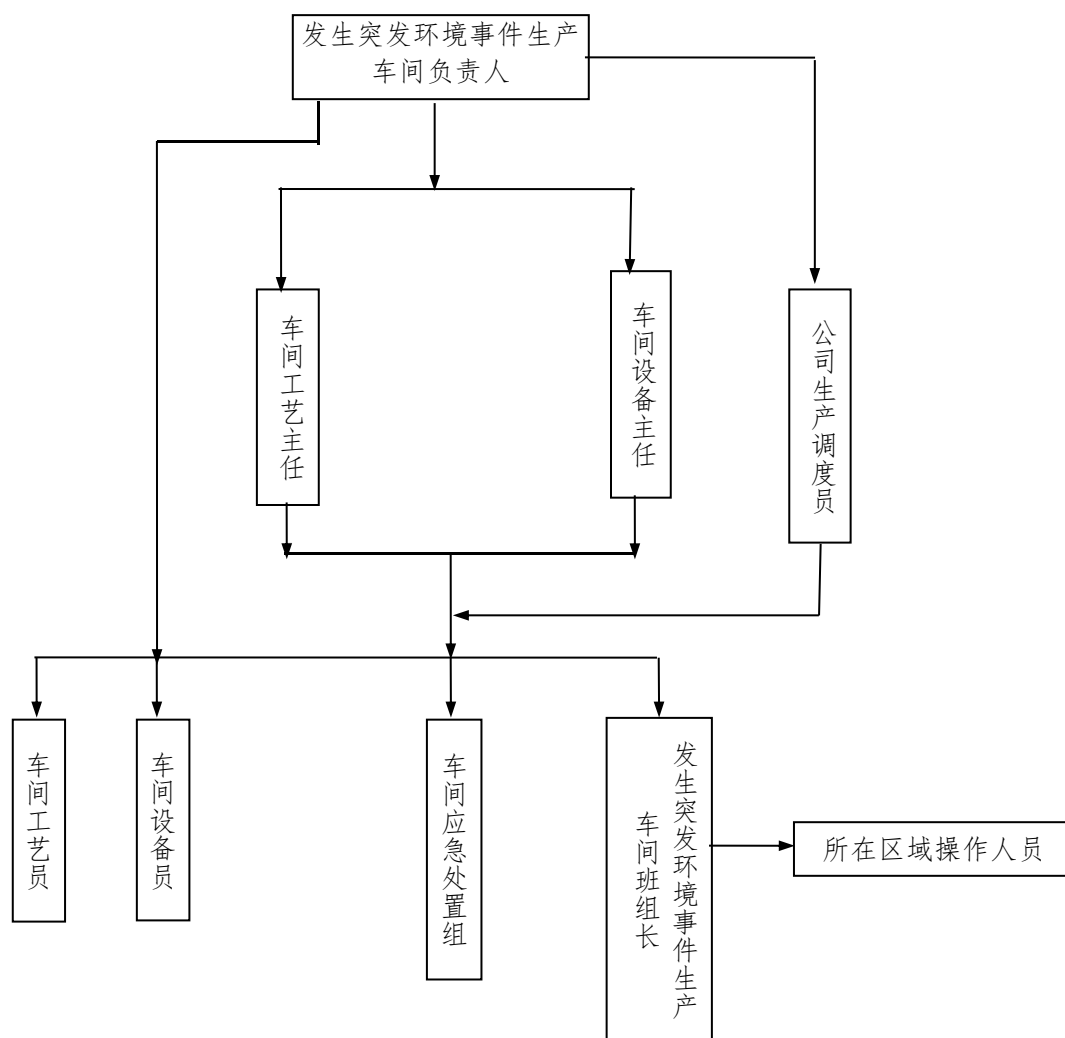 发生突发环境事件生产
车间负责人
车间工艺主任
车间设备主任
公司生产调度员
车间工艺员
车间设备员
车间应急处置组
发生突发环境事件生产
车间班组长
所在区域操作人员